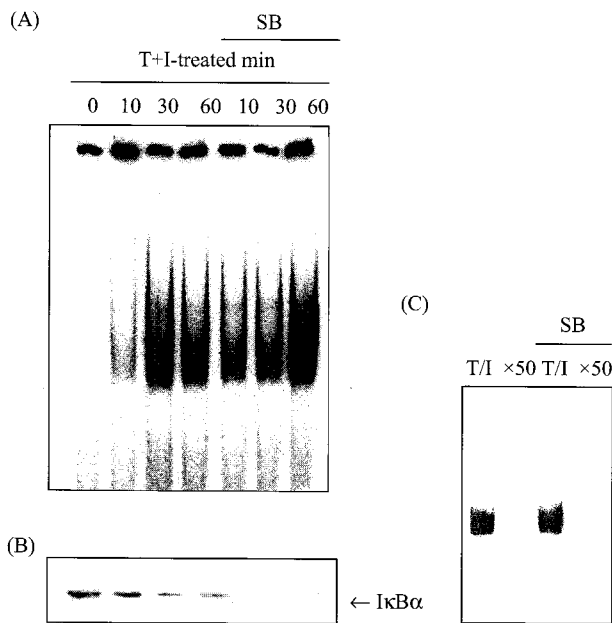 (A)
SB
T+I-treated min
0 10 30 60 10 30 60
(C)
SB
T/I ×50 T/I ×50
(B)
← IκBα